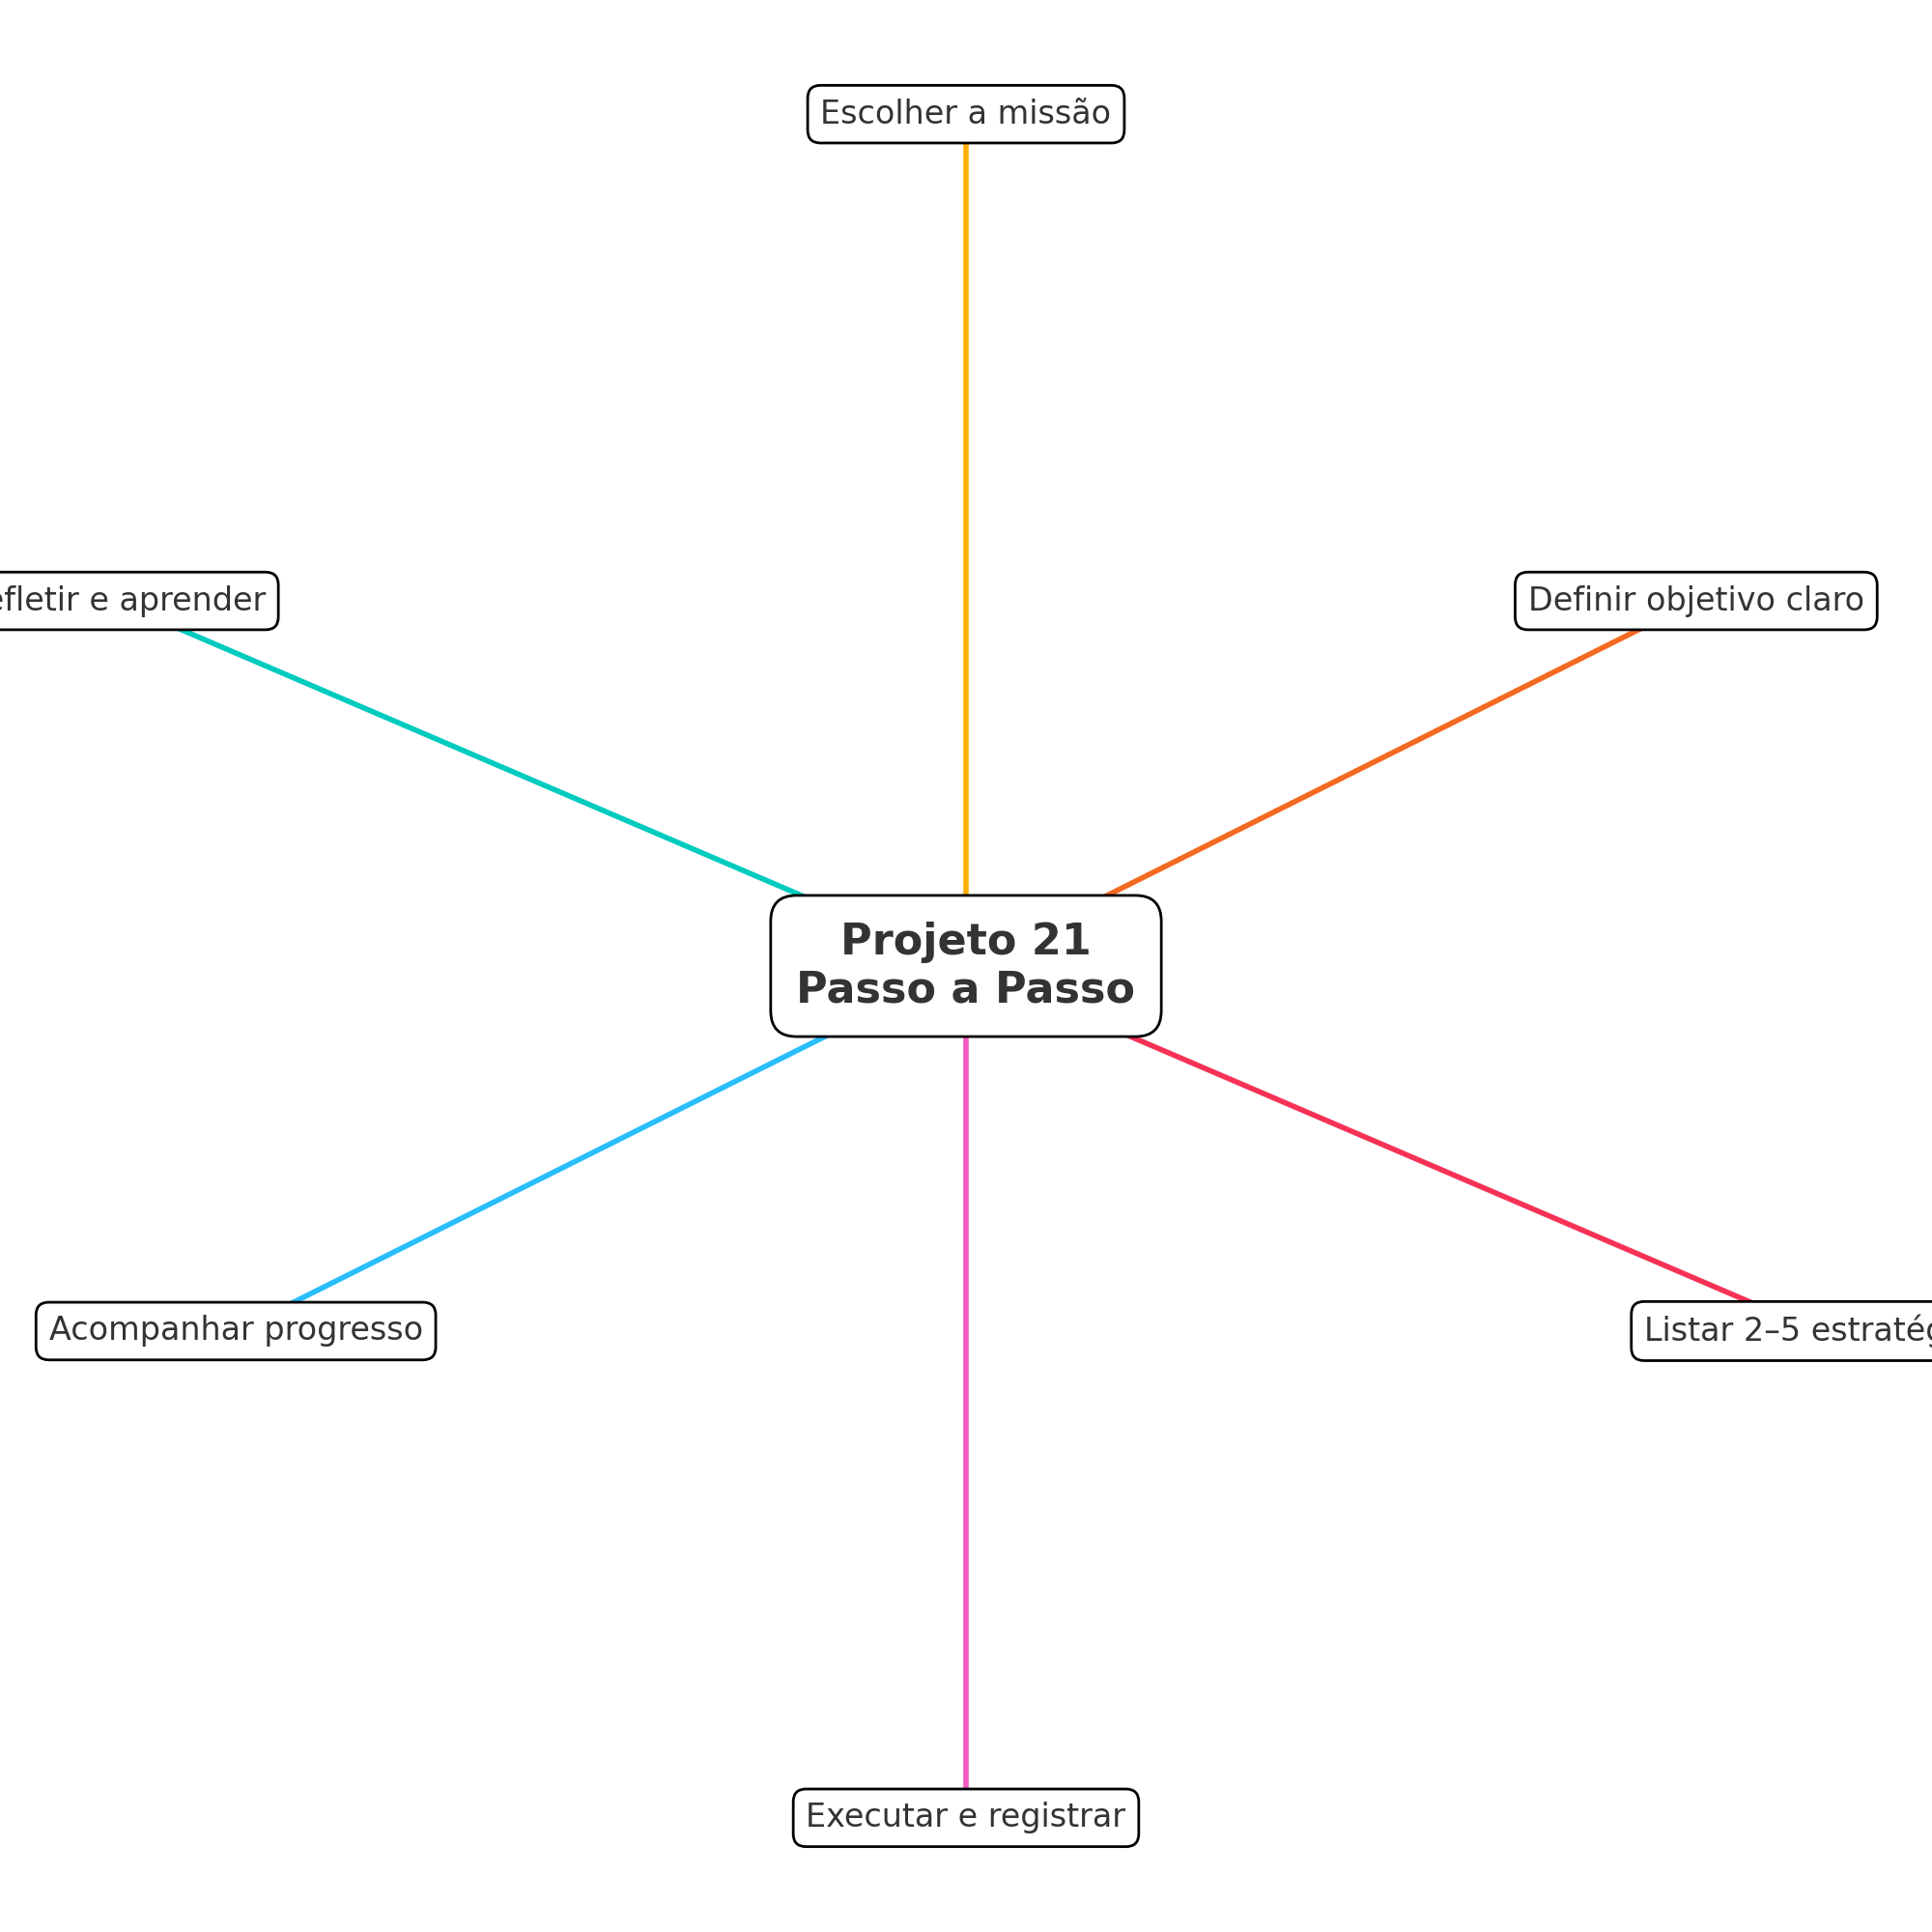 Escolher a missão
efletir e aprender
Definir objetivo claro
Projeto 21
Passo a Passo
Acompanhar progresso
Listar 2–5 estratég
Executar e registrar